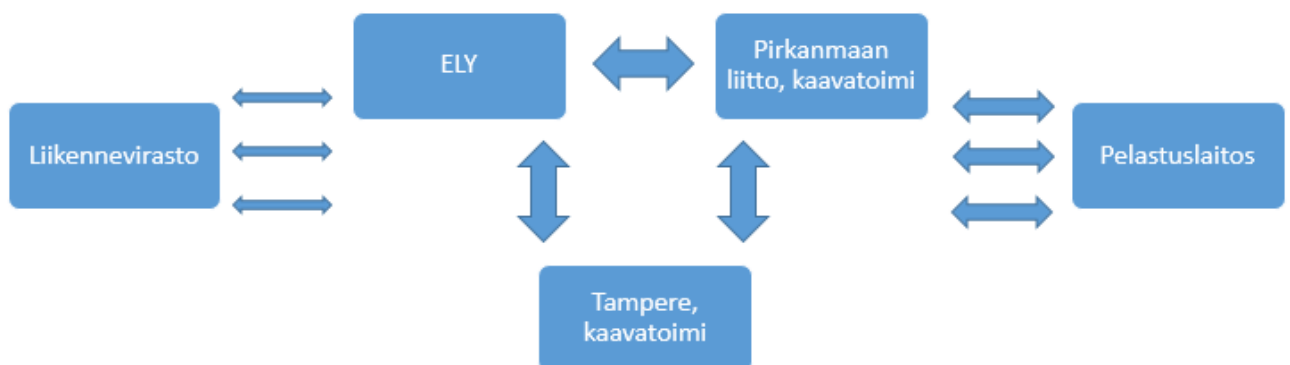 ELY
Pirkanmaan
liitto, kaavatoimi
Liikennevirasto
Pelastuslaitos
Tampere,
kaavatoimi